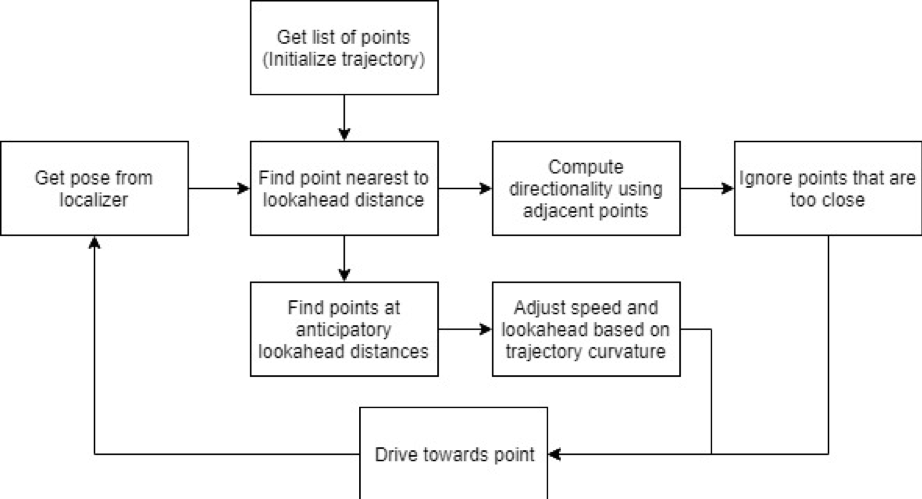 Get list of points
(Initialize trajectory)
Get pose from
localizer
Find point nearest to
lookahead distance
Compute
directionality using
adjacent points
Ignore points that are
too close
Find points at
anticipatory
lookahead distances
Adjust speed and
lookahead based on
trajectory curvature
Drive towards point